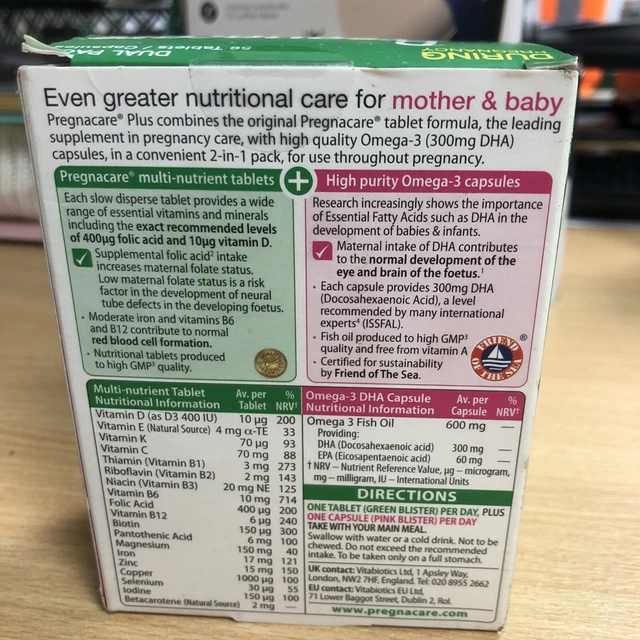 DURING
PREGNANCY
DUAL PA
56 Tablets / Capsules
Even greater nutritional care for mother & baby
Pregnacare® Plus combines the original Pregnacare® tablet formula, the leading
supplement in pregnancy care, with high quality Omega-3 (300mg DHA)
capsules, in a convenient 2-in-1 pack, for use throughout pregnancy.
Pregnacare® multi-nutrient tablets
Each slow disperse tablet provides a wide
range of essential vitamins and minerals
including the exact recommended levels
of 400µg folic acid and 10µg vitamin D.
Supplemental folic acid² intake
increases maternal folate status.
Low maternal folate status is a risk
factor in the development of neural
tube defects in the developing foetus.
· Moderate iron and vitamins B6
and B12 contribute to normal
red blood cell formation.
· Nutritional tablets produced
to high GMP³ quality.
+
High purity Omega-3 capsules
Research increasingly shows the importance
of Essential Fatty Acids such as DHA in the
development of babies & infants.
Maternal intake of DHA contributes
to the normal development of the
eye and brain of the foetus.¹
· Each capsule provides 300mg DHA
(Docosahexaenoic Acid), a level
recommended by many international
experts⁴ (ISSFAL).
· Fish oil produced to high GMP³
quality and free from vitamin A
· Certified for sustainability
by Friend of The Sea.
FRIEND
OF THE SEA
®
Multi-nutrient Tablet Av. per %
Nutritional Information Tablet NRV†
Vitamin D (as D3 400 IU) 10 µg 200
Vitamin E (Natural Source) 4 mg α-TE 33
Vitamin K 70 µg 93
Vitamin C 70 mg 88
Thiamin (Vitamin B1) 3 mg 273
Riboflavin (Vitamin B2) 2 mg 143
Niacin (Vitamin B3) 20 mg NE 125
Vitamin B6 10 mg 714
Folic Acid 400 µg 200
Vitamin B12 6 µg 240
Biotin 150 µg 300
Pantothenic Acid 6 mg 100
Magnesium 150 mg 40
Iron 17 mg 121
Zinc 15 mg 150
Copper 1000 µg 100
Selenium 30 µg 55
Iodine 150 µg 100
Betacarotene (Natural Source) 2 mg —
Omega-3 DHA Capsule Av. per %
Nutritional Information Capsule NRV†
Omega 3 Fish Oil 600 mg —
Providing:
DHA (Docosahexaenoic acid) 300 mg —
EPA (Eicosapentaenoic acid) 60 mg —
† NRV – Nutrient Reference Value, µg – microgram,
mg – milligram, IU – International Units
DIRECTIONS
ONE TABLET (GREEN BLISTER) PER DAY, PLUS
ONE CAPSULE (PINK BLISTER) PER DAY
TAKE WITH YOUR MAIN MEAL.
Swallow with water or a cold drink. Not to be
chewed. Do not exceed the recommended
intake. To be taken only on a full stomach.
UK contact: Vitabiotics Ltd, 1 Apsley Way,
London, NW2 7HF, England. Tel: 020 8955 2662
EU contact: Vitabiotics EU Ltd,
71 Lower Baggot Street, Dublin 2, RoI.
www.pregnacare.com